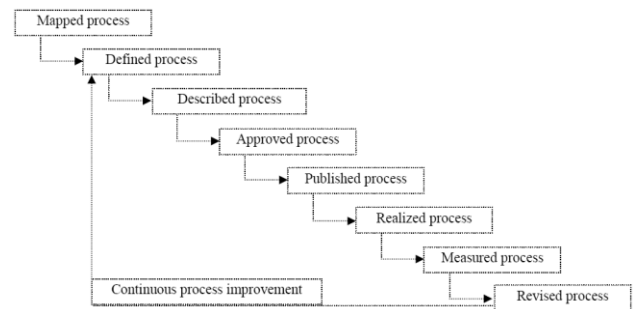 Mapped process
Defined process
Described process
Approved process
Published process
Realized process
Measured process
Continuous process improvement
Revised process